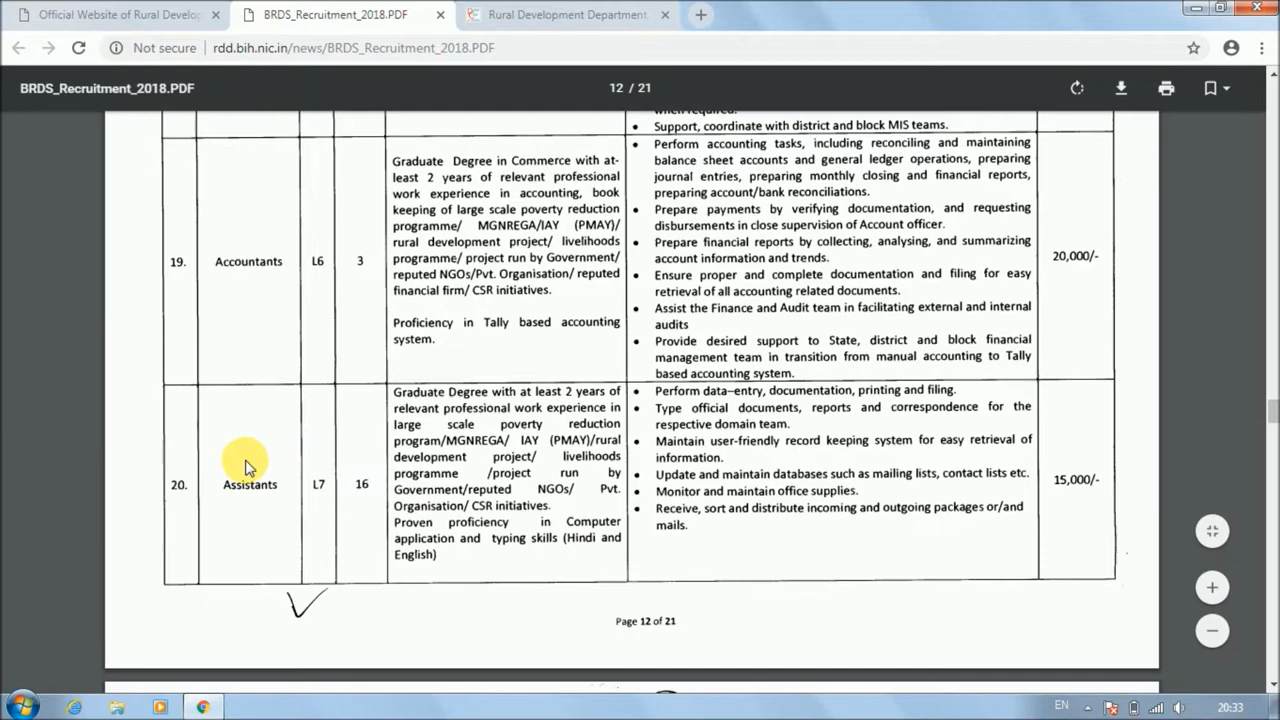 Official Website of Rural Develo
BRDS_Recruitment_2018.PDF
Rural Development Department,
Not secure
rdd.bih.nic.in/news/BRDS_Recruitment_2018.PDF
BRDS_Recruitment_2018.PDF
12 / 21
when required.
• Support, coordinate with district and block MIS teams.
19.
Accountants
L6
3
Graduate Degree in Commerce with at-
least 2 years of relevant professional
work experience in accounting, book
keeping of large scale poverty reduction
programme/ MGNREGA/IAY (PMAY)/
rural development project/ livelihoods
programme/ project run by Government/
reputed NGOs/Pvt. Organisation/ reputed
financial firm/ CSR initiatives.
Proficiency in Tally based accounting
system.
• Perform accounting tasks, including reconciling and maintaining
balance sheet accounts and general ledger operations, preparing
journal entries, preparing monthly closing and financial reports,
preparing account/bank reconciliations.
• Prepare payments by verifying documentation, and requesting
disbursements in close supervision of Account officer.
• Prepare financial reports by collecting, analysing, and summarizing
account information and trends.
• Ensure proper and complete documentation and filing for easy
retrieval of all accounting related documents.
• Assist the Finance and Audit team in facilitating external and internal
audits
• Provide desired support to State, district and block financial
management team in transition from manual accounting to Tally
based accounting system.
20,000/-
20.
Assistants
L7
16
Graduate Degree with at least 2 years of
relevant professional work experience in
large scale poverty reduction
program/MGNREGA/ IAY (PMAY)/rural
development project/ livelihoods
programme /project run by
Government/reputed NGOs/ Pvt.
Organisation/ CSR initiatives.
Proven proficiency in Computer
application and typing skills (Hindi and
English)
• Perform data–entry, documentation, printing and filing.
• Type official documents, reports and correspondence for the
respective domain team.
• Maintain user-friendly record keeping system for easy retrieval of
information.
• Update and maintain databases such as mailing lists, contact lists etc.
• Monitor and maintain office supplies.
• Receive, sort and distribute incoming and outgoing packages or/and
mails.
15,000/-
Page 12 of 21
EN
20:33